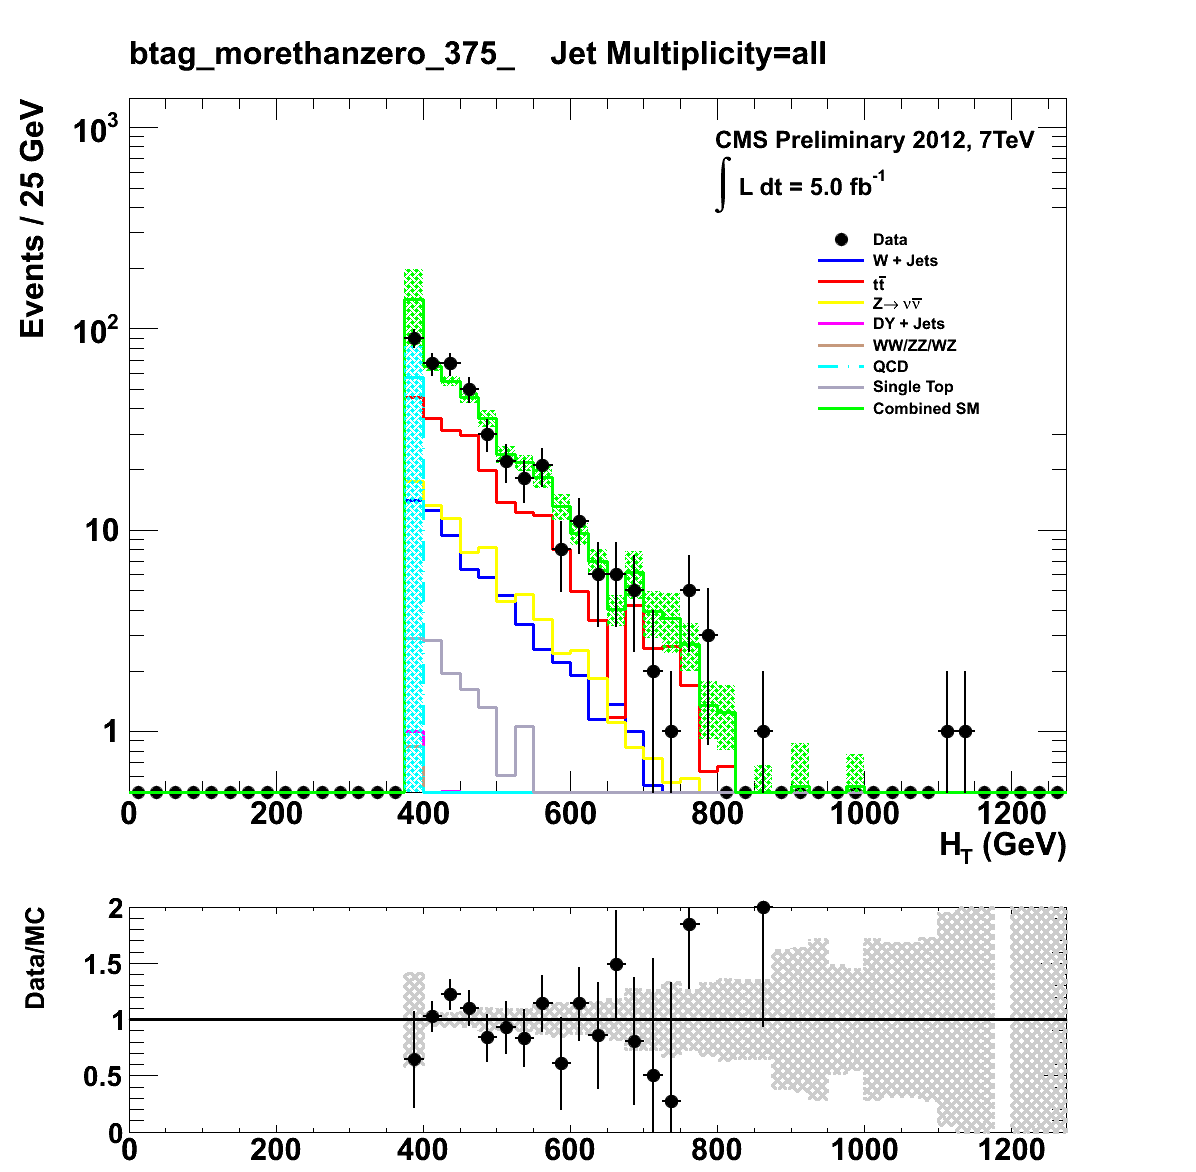 btag_morethanzero_375_ Jet Multiplicity=all
Events / 25 GeV
10³
10²
10
1
CMS Preliminary 2012, 7TeV
∫ L dt = 5.0 fb⁻¹
Data
W + Jets
tt̅
Z→ νν̅
DY + Jets
WW/ZZ/WZ
QCD
Single Top
Combined SM
0 200 400 600 800 1000 1200
H_T (GeV)
Data/MC
2
1.5
1
0.5
0
0 200 400 600 800 1000 1200